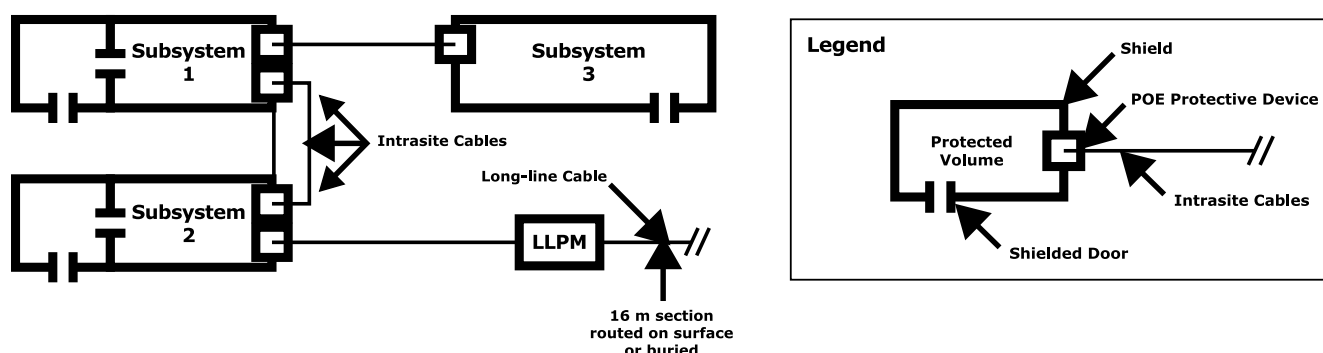 Subsystem
1
Subsystem
3
Intrasite Cables
Subsystem
2
Long-line Cable
LLPM
16 m section
routed on surface
or buried
Legend
Shield
POE Protective Device
Protected
Volume
Intrasite Cables
Shielded Door